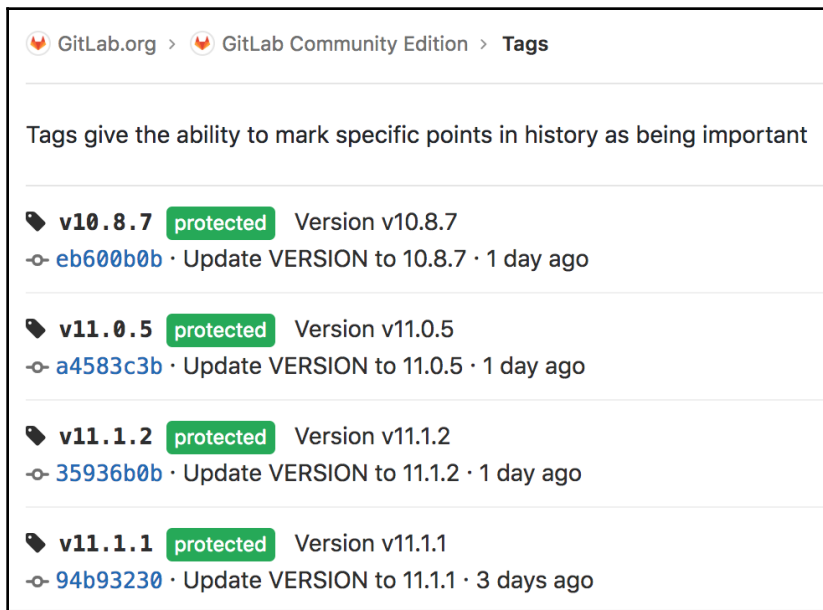 GitLab.org > GitLab Community Edition > Tags
Tags give the ability to mark specific points in history as being important
v10.8.7 protected Version v10.8.7
eb600b0b · Update VERSION to 10.8.7 · 1 day ago
v11.0.5 protected Version v11.0.5
a4583c3b · Update VERSION to 11.0.5 · 1 day ago
v11.1.2 protected Version v11.1.2
35936b0b · Update VERSION to 11.1.2 · 1 day ago
v11.1.1 protected Version v11.1.1
94b93230 · Update VERSION to 11.1.1 · 3 days ago